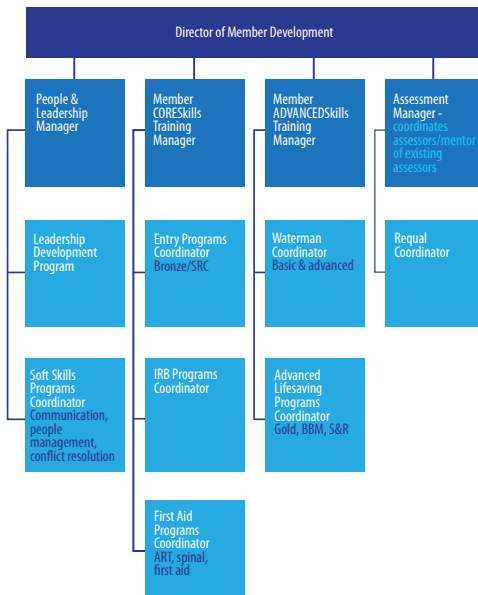 Director of Member Development
People &
Leadership
Manager
Member
CORESkills
Training
Manager
Member
ADVANCEDSkills
Training
Manager
Assessment
Manager -
coordinates
assessors/mentor
of existing
assessors
Leadership
Development
Program
Entry Programs
Coordinator
Bronze/SRC
Waterman
Coordinator
Basic & advanced
Requal
Coordinator
Soft Skills
Programs
Coordinator
Communication,
people
management,
conflict resolution
IRB Programs
Coordinator
Advanced
Lifesaving
Programs
Coordinator
Gold, BBM, S&R
First Aid
Programs
Coordinator
ART, spinal,
first aid